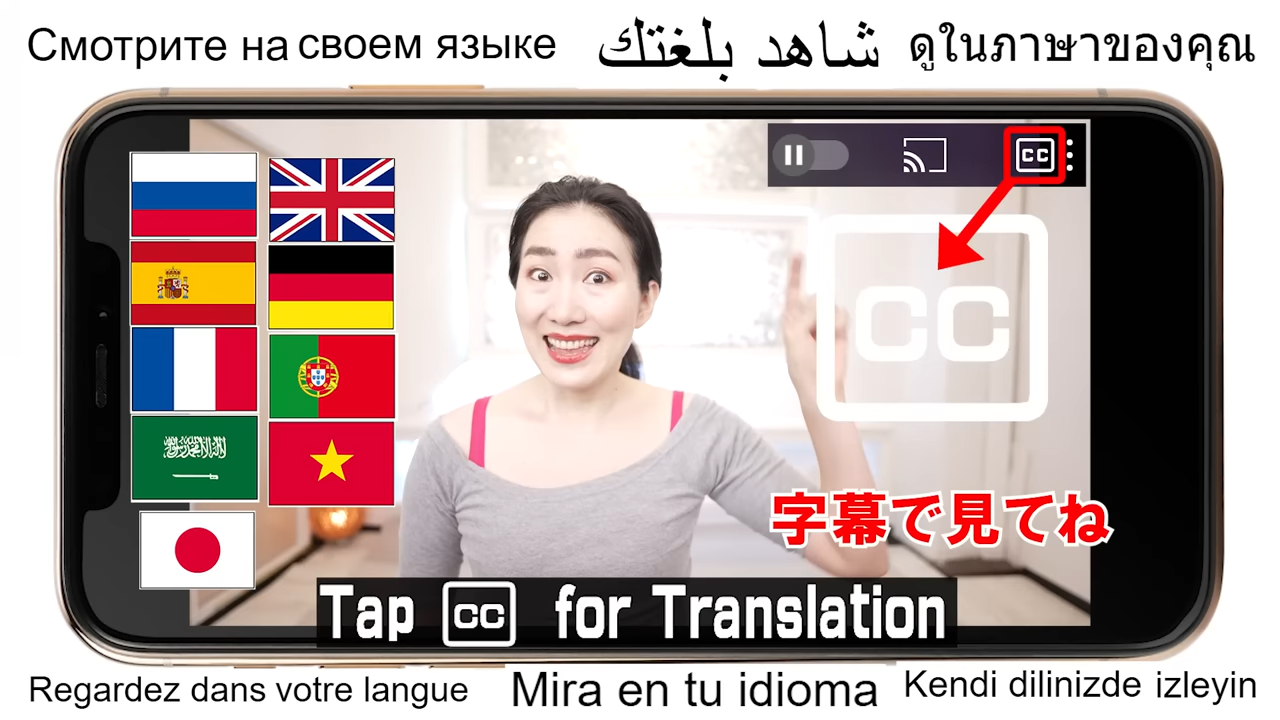 Смотрите на своем языке
شاهد بلغتك
ดูในภาษาของคุณ
CC
CC
字幕で見てね
Tap CC for Translation
Regardez dans votre langue
Mira en tu idioma
Kendi dilinizde izleyin